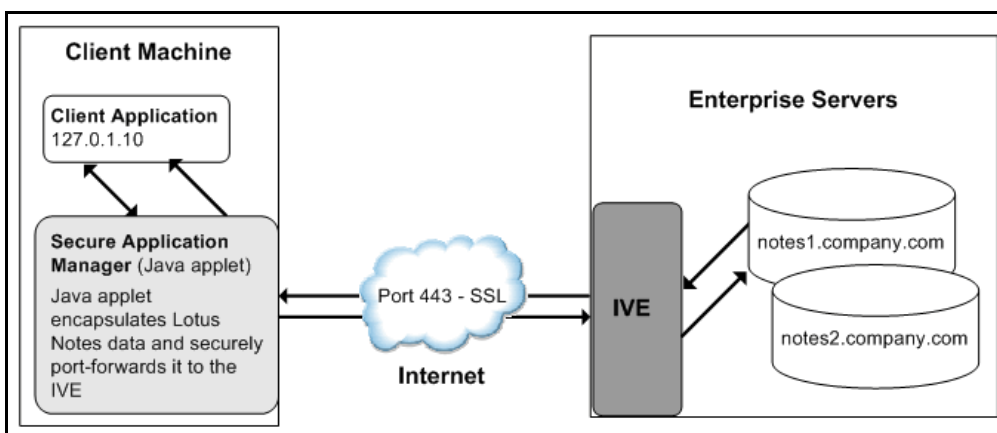 Client Machine
Client Application
127.0.1.10
Secure Application
Manager (Java applet)
Java applet
encapsulates Lotus
Notes data and securely
port-forwards it to the
IVE
Port 443 - SSL
Internet
Enterprise Servers
IVE
notes1.company.com
notes2.company.com